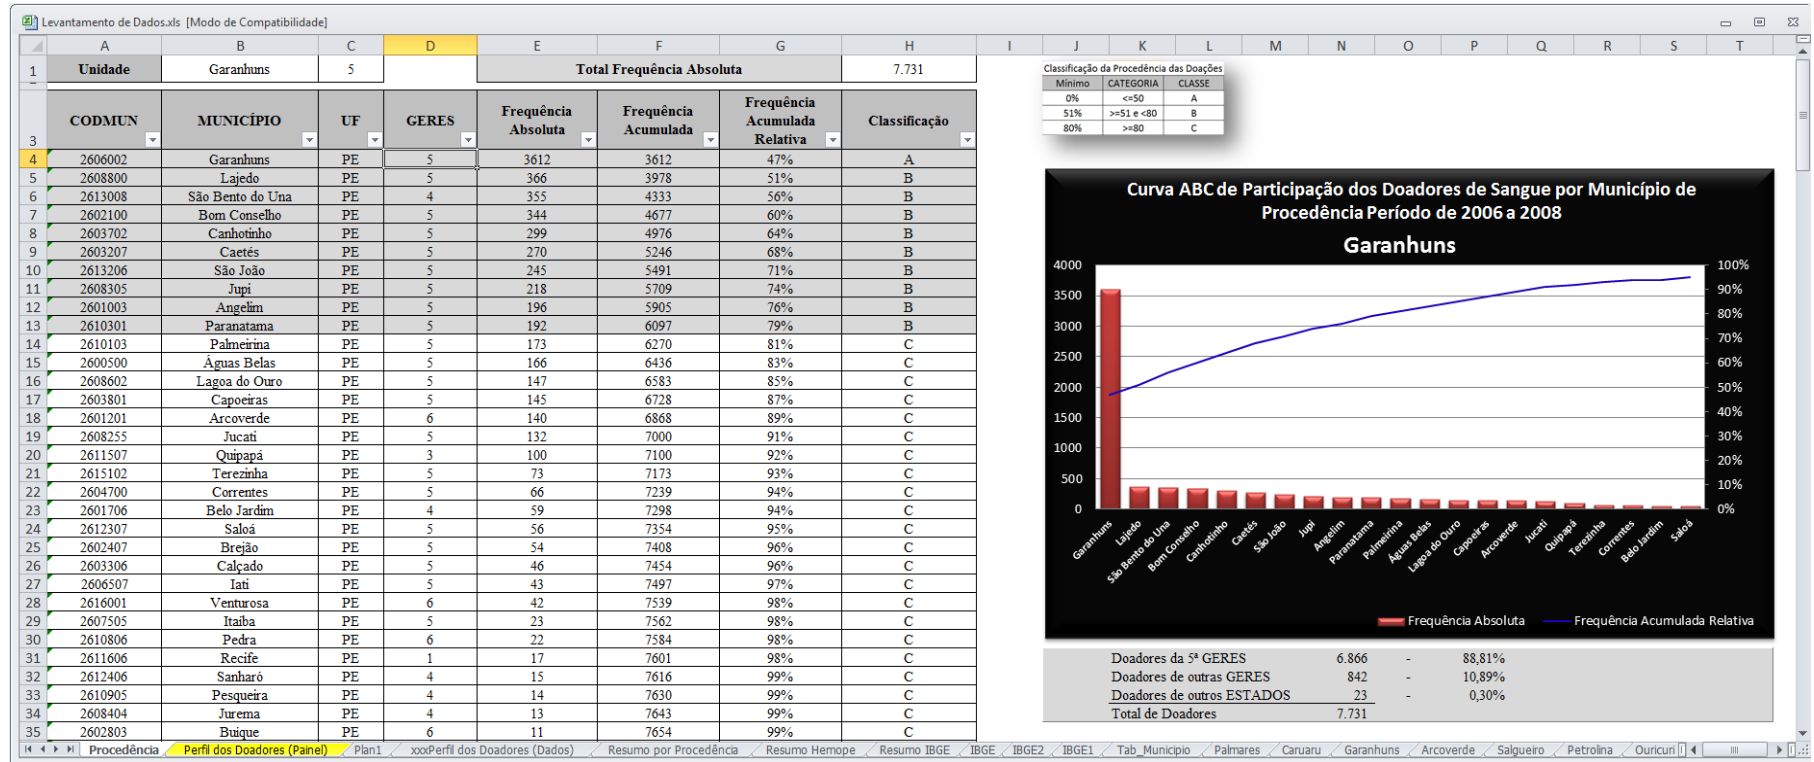 Levantamento de Dados.xls [Modo de Compatibilidade]
A B C D E F G H I J K L M N O P Q R S T
1 Unidade Garanhuns 5 Total Frequência Absoluta 7.731
3 CODMUN MUNICÍPIO UF GERES Frequência Absoluta Frequência Acumulada Frequência Acumulada Relativa Classificação
4 2606002 Garanhuns PE 5 3612 3612 47% A
5 2608800 Lajedo PE 5 366 3978 51% B
6 2613008 São Bento do Una PE 4 355 4333 56% B
7 2602100 Bom Conselho PE 5 344 4677 60% B
8 2603702 Canhotinho PE 5 299 4976 64% B
9 2603207 Caetés PE 5 270 5246 68% B
10 2613206 São João PE 5 245 5491 71% B
11 2608305 Jupi PE 5 218 5709 74% B
12 2601003 Angelim PE 5 196 5905 76% B
13 2610301 Paranatama PE 5 192 6097 79% B
14 2610103 Palmeirina PE 5 173 6270 81% C
15 2600500 Águas Belas PE 5 166 6436 83% C
16 2608602 Lagoa do Ouro PE 5 147 6583 85% C
17 2603801 Capoeiras PE 5 145 6728 87% C
18 2601201 Arcoverde PE 6 140 6868 89% C
19 2608255 Jucati PE 5 132 7000 91% C
20 2611507 Quipapá PE 3 100 7100 92% C
21 2615102 Terezinha PE 5 73 7173 93% C
22 2604700 Correntes PE 5 66 7239 94% C
23 2601706 Belo Jardim PE 4 59 7298 94% C
24 2612307 Saloá PE 5 56 7354 95% C
25 2602407 Brejão PE 5 54 7408 96% C
26 2603306 Calçado PE 5 46 7454 96% C
27 2606507 Iati PE 5 43 7497 97% C
28 2616001 Venturosa PE 6 42 7539 98% C
29 2607505 Itaiba PE 5 23 7562 98% C
30 2610806 Pedra PE 6 22 7584 98% C
31 2611606 Recife PE 1 17 7601 98% C
32 2612406 Sanharó PE 4 15 7616 99% C
33 2610905 Pesqueira PE 4 14 7630 99% C
34 2608404 Jurema PE 4 13 7643 99% C
35 2602803 Buique PE 6 11 7654 99% C
Classificação da Procedência das Doações
Mínimo CATEGORIA CLASSE
0% <=50 A
51% >=51 e <80 B
80% >=80 C
Curva ABC de Participação dos Doadores de Sangue por Município de
Procedência Período de 2006 a 2008
Garanhuns
4000 100%
3500 90%
3000 80%
2500 70%
2000 60%
1500 50%
1000 40%
500 30%
0 20%
10%
0%
Garanhuns Lajedo São Bento do Una Bom Conselho Canhotinho Caetés São João Jupi Angelim Paranatama Palmeirina Águas Belas Lagoa do Ouro Capoeiras Arcoverde Jucati Quipapá Terezinha Correntes Belo Jardim Saloá
Frequência Absoluta Frequência Acumulada Relativa
Doadores da 5ª GERES 6.866 - 88,81%
Doadores de outras GERES 842 - 10,89%
Doadores de outros ESTADOS 23 - 0,30%
Total de Doadores 7.731
Procedência Perfil dos Doadores (Painel) Plan1 xxxPerfil dos Doadores (Dados) Resumo por Procedência Resumo Hemope Resumo IBGE IBGE IBGE2 IBGE1 Tab_Municipio Palmares Caruaru Garanhuns Arcoverde Salgueiro Petrolina Ouricuri